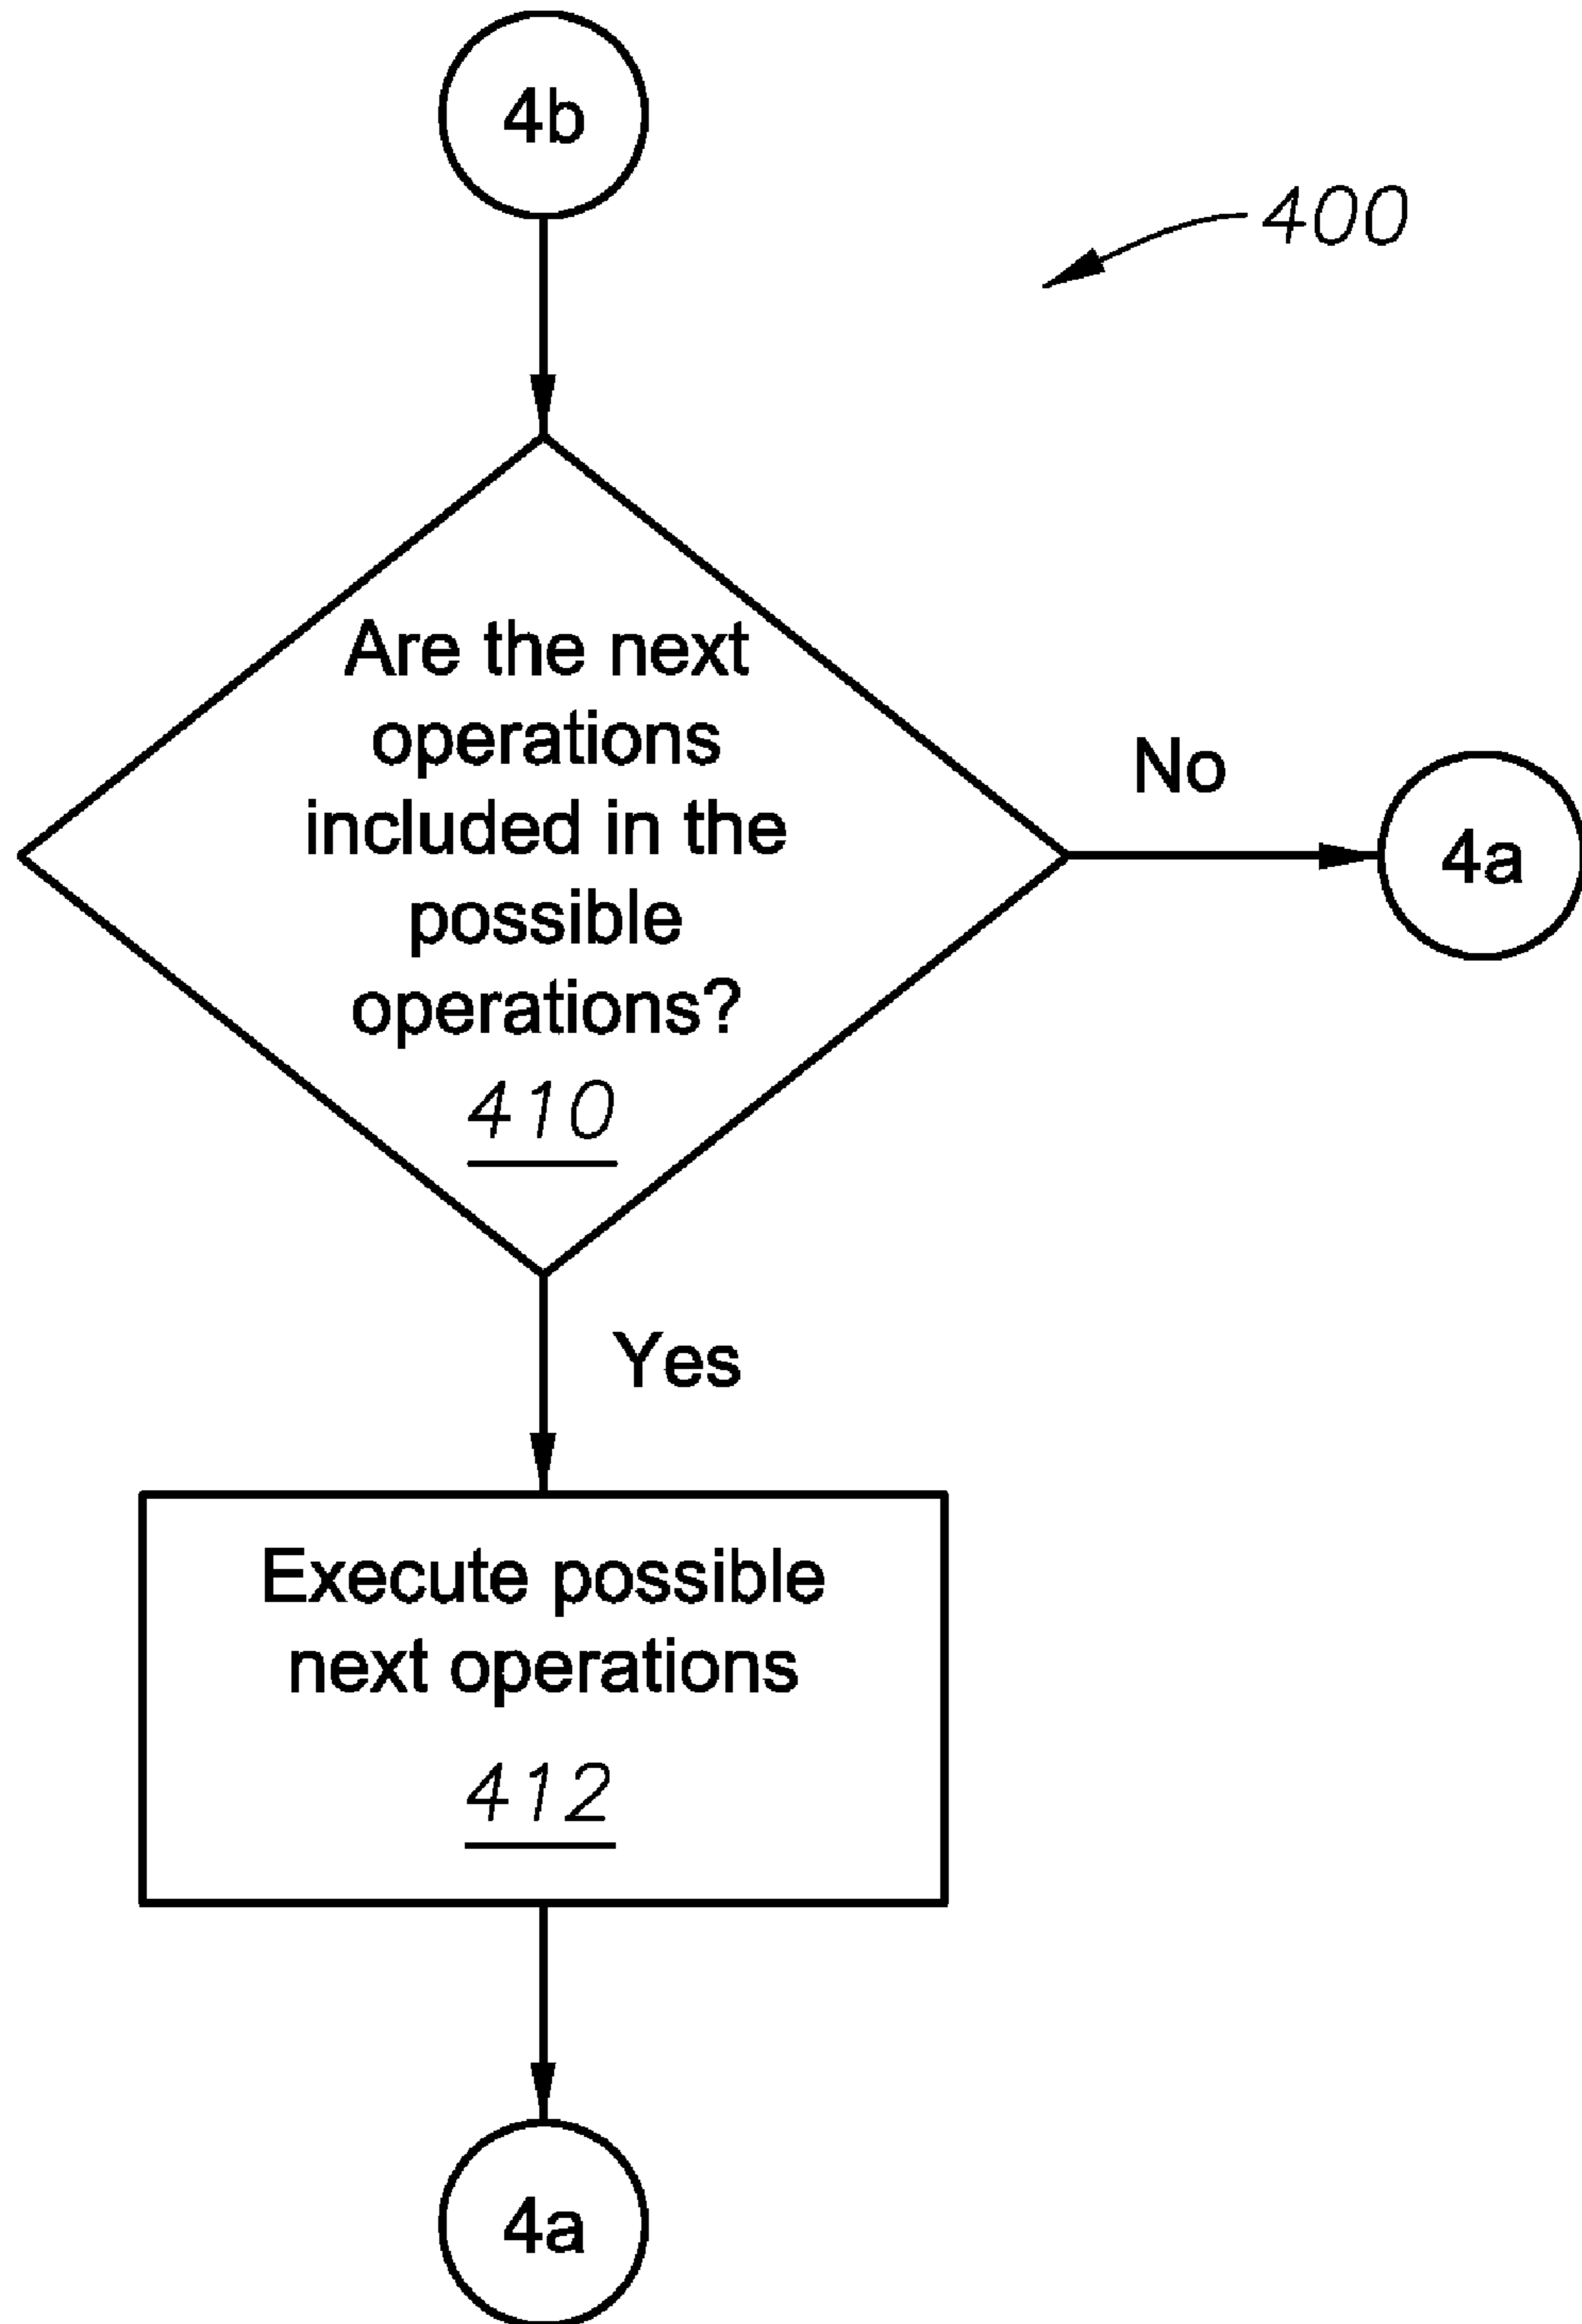 4b
400
Are the next
operations
included in the
possible
operations?
410
No
4a
Yes
Execute possible
next operations
412
4a